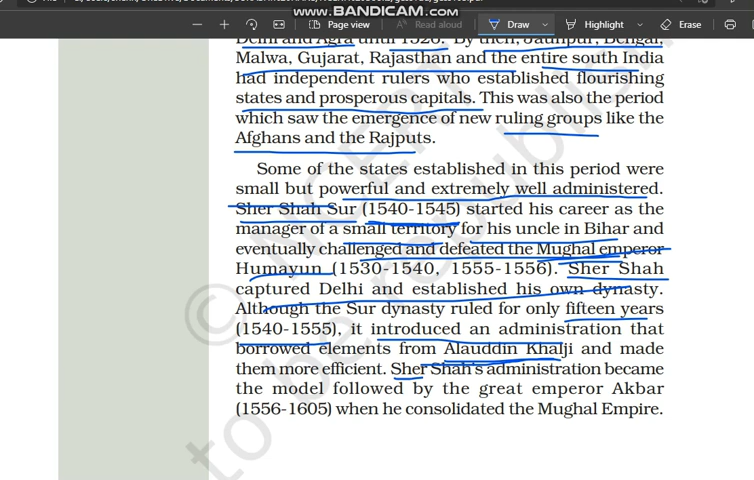 www.BANDICAM.com
Page view
Read aloud
Draw
Highlight
Erase
Delhi and Agra until 1526. By then, Jaunpur, Bengal,
Malwa, Gujarat, Rajasthan and the entire south India
had independent rulers who established flourishing
states and prosperous capitals. This was also the period
which saw the emergence of new ruling groups like the
Afghans and the Rajputs.
Some of the states established in this period were
small but powerful and extremely well administered.
Sher Shah Sur (1540-1545) started his career as the
manager of a small territory for his uncle in Bihar and
eventually challenged and defeated the Mughal emperor
Humayun (1530-1540, 1555-1556). Sher Shah
captured Delhi and established his own dynasty.
Although the Sur dynasty ruled for only fifteen years
(1540-1555), it introduced an administration that
borrowed elements from Alauddin Khalji and made
them more efficient. Sher Shah's administration became
the model followed by the great emperor Akbar
(1556-1605) when he consolidated the Mughal Empire.
© NCERT
to be republish